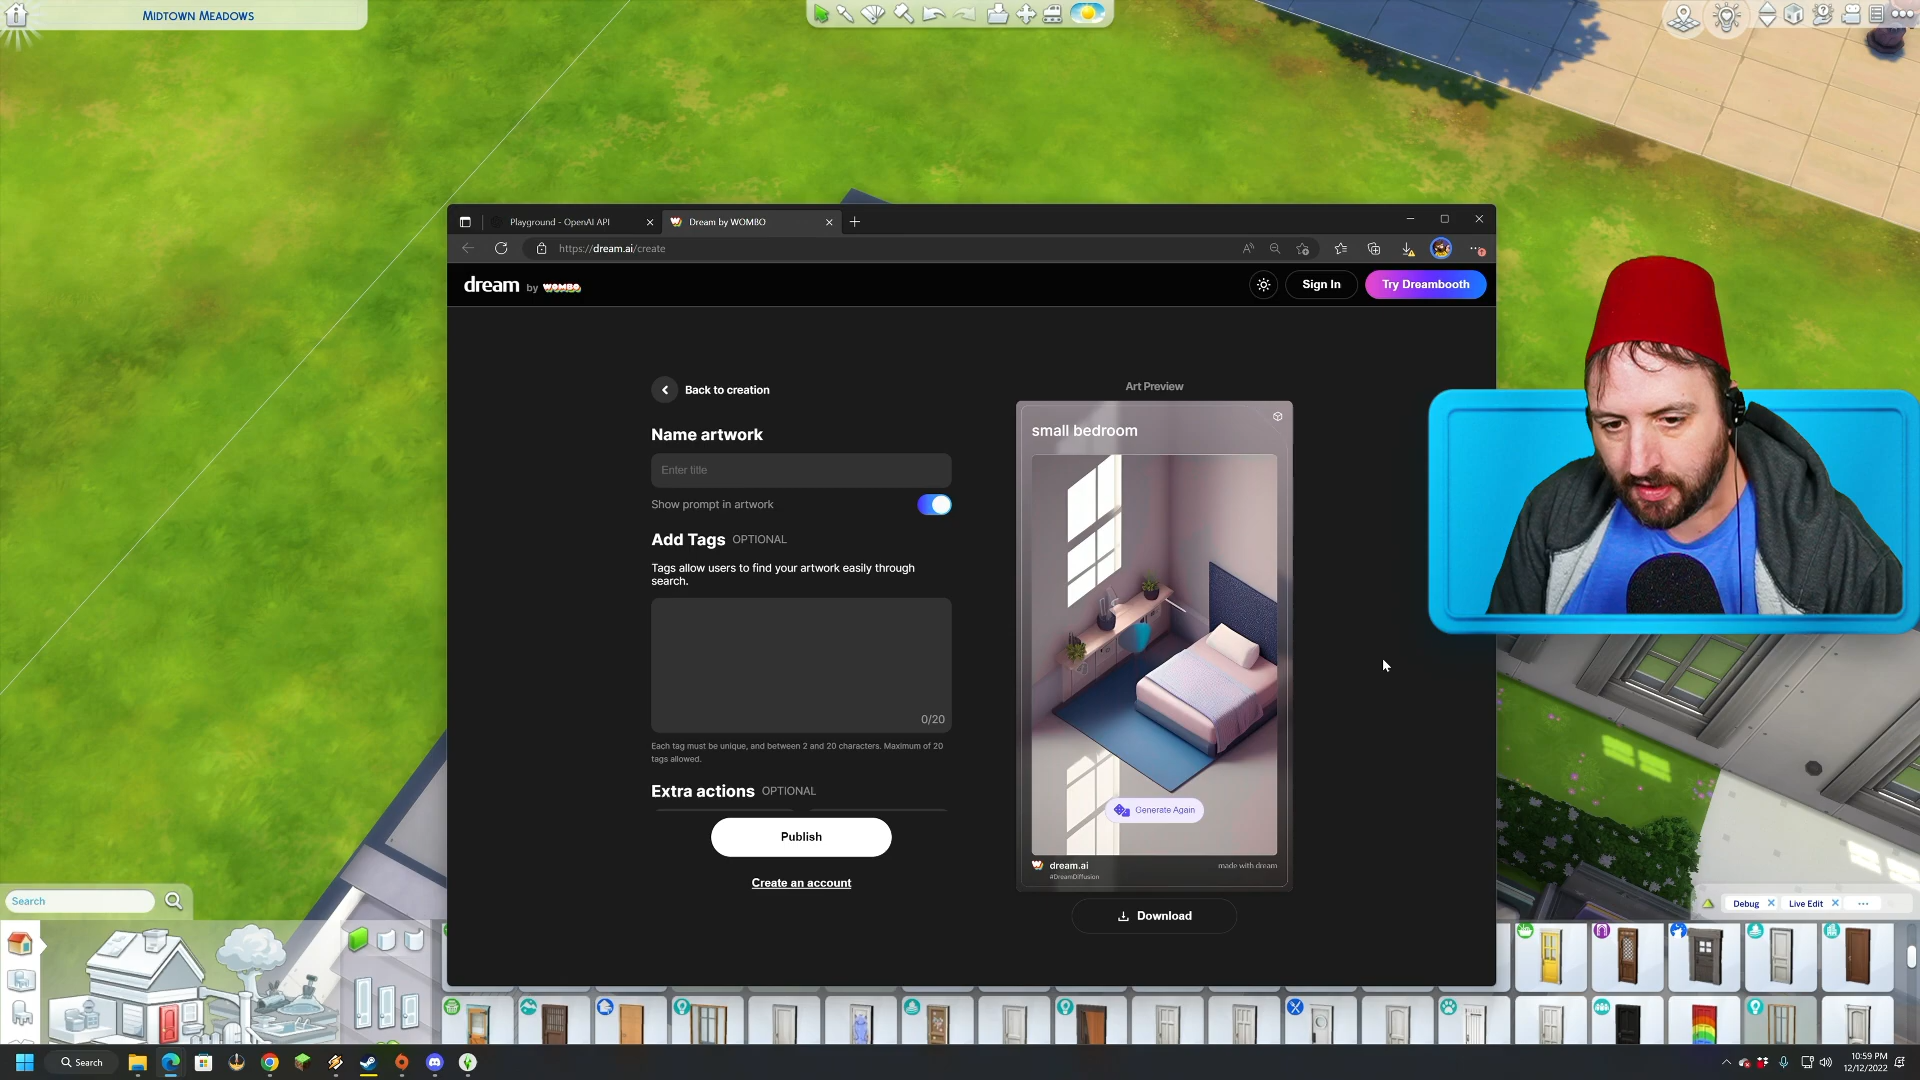 MIDTOWN MEADOWS
Playground - OpenAI API
Dream by WOMBO
https://dream.ai/create
dream by WOMBO
Sign In
Try Dreambooth
Back to creation
Name artwork
Enter title
Show prompt in artwork
Add Tags OPTIONAL
Tags allow users to find your artwork easily through
search.
0/20
Each tag must be unique, and between 2 and 20 characters. Maximum of 20
tags allowed.
Extra actions OPTIONAL
Publish
Create an account
Art Preview
small bedroom
Generate Again
dream.ai
made with dream
#DreamDiffusion
Download
Search
Debug
Live Edit
Search
10:59 PM
12/12/2022